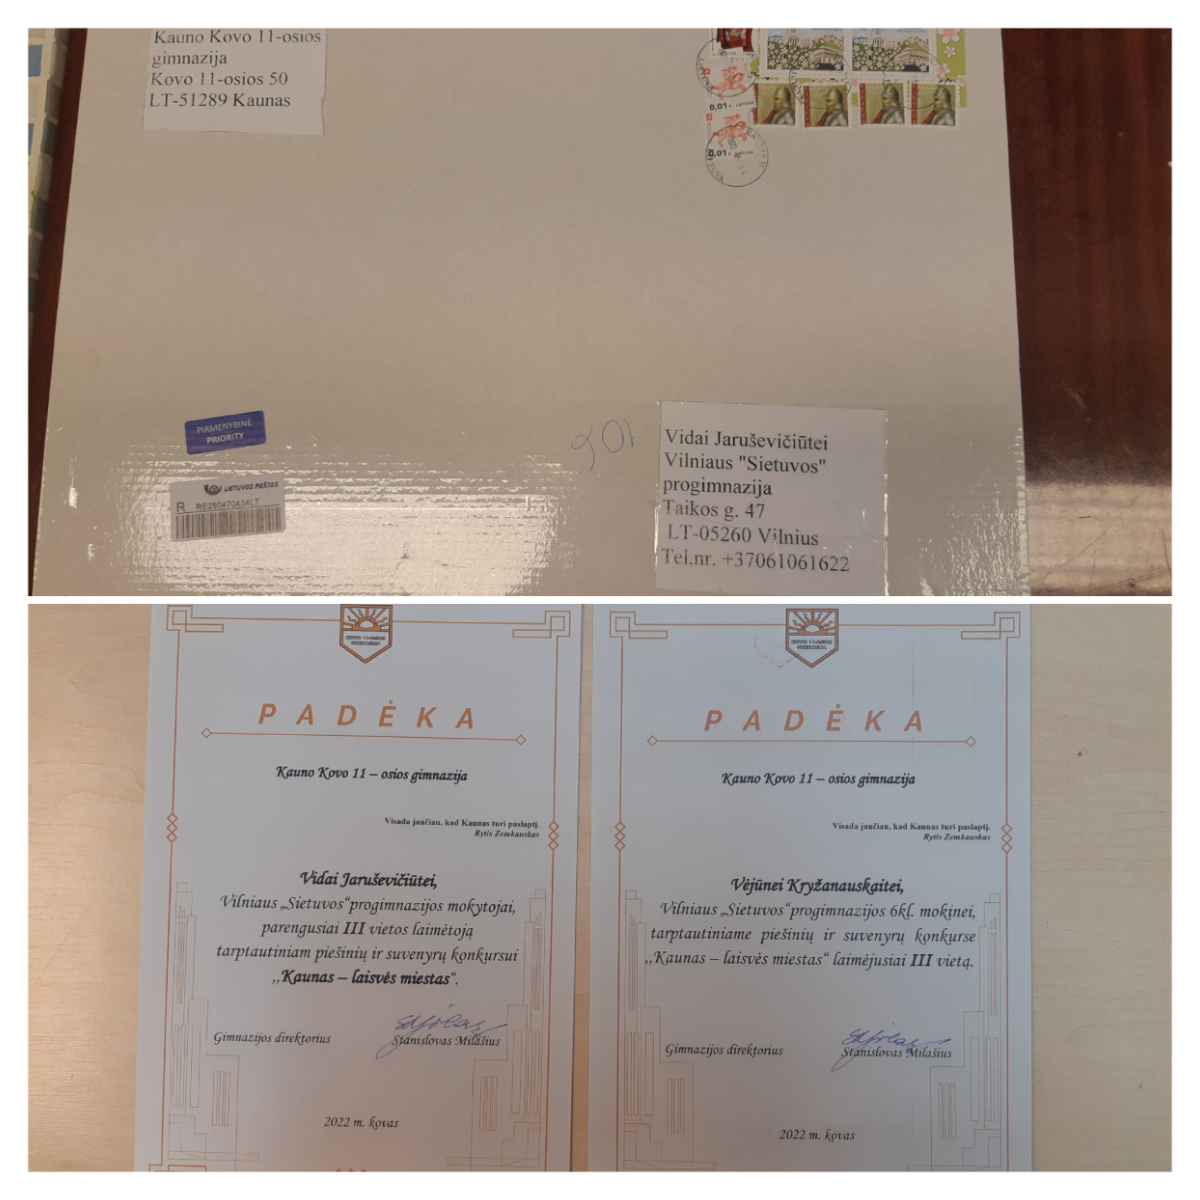 Kauno Kovo 11-osios
gimnazija
Kovo 11-osios 50
LT-51289 Kaunas
0,01
0,01
PIRMENYBINĖ
PRIORITY
LIETUVOS PAŠTAS
R RE280470434LT
901
Vidai Jaruševičiūtei
Vilniaus "Sietuvos"
progimnazija
Taikos g. 47
LT-05260 Vilnius
Tel.nr. +37061061622
PADĖKA
Kauno Kovo 11 – osios gimnazija
Visada jaučiau, kad Kaunas turi paslaptį.
Rytis Zemkauskas
Vidai Jaruševičiūtei,
Vilniaus „Sietuvos“progimnazijos mokytojai,
parengusiai III vietos laimėtoją
tarptautiniam piešinių ir suvenyrų konkursui
,,Kaunas – laisvės miestas“.
Gimnazijos direktorius
Stanislovas Milašius
2022 m. kovas
PADĖKA
Kauno Kovo 11 – osios gimnazija
Visada jaučiau, kad Kaunas turi paslaptį.
Rytis Zemkauskas
Vėjūnei Kryžanauskaitei,
Vilniaus „Sietuvos“progimnazijos 6kl. mokinei,
tarptautiniame piešinių ir suvenyrų konkurse
,,Kaunas – laisvės miestas“ laimėjusiai III vietą.
Gimnazijos direktorius
Stanislovas Milašius
2022 m. kovas